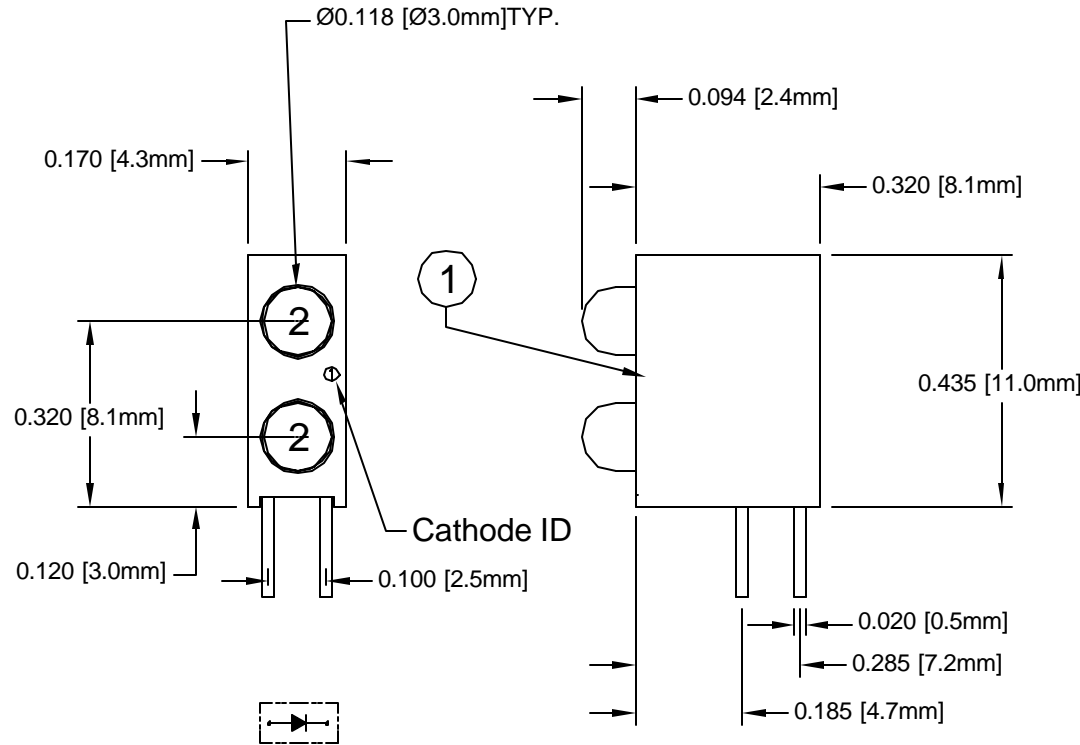 Ø0.118 [Ø3.0mm]TYP.
0.094 [2.4mm]
0.170 [4.3mm]
0.320 [8.1mm]
1
2
1
0.435 [11.0mm]
0.320 [8.1mm]
2
Cathode ID
0.120 [3.0mm]
0.100 [2.5mm]
0.020 [0.5mm]
0.285 [7.2mm]
0.185 [4.7mm]